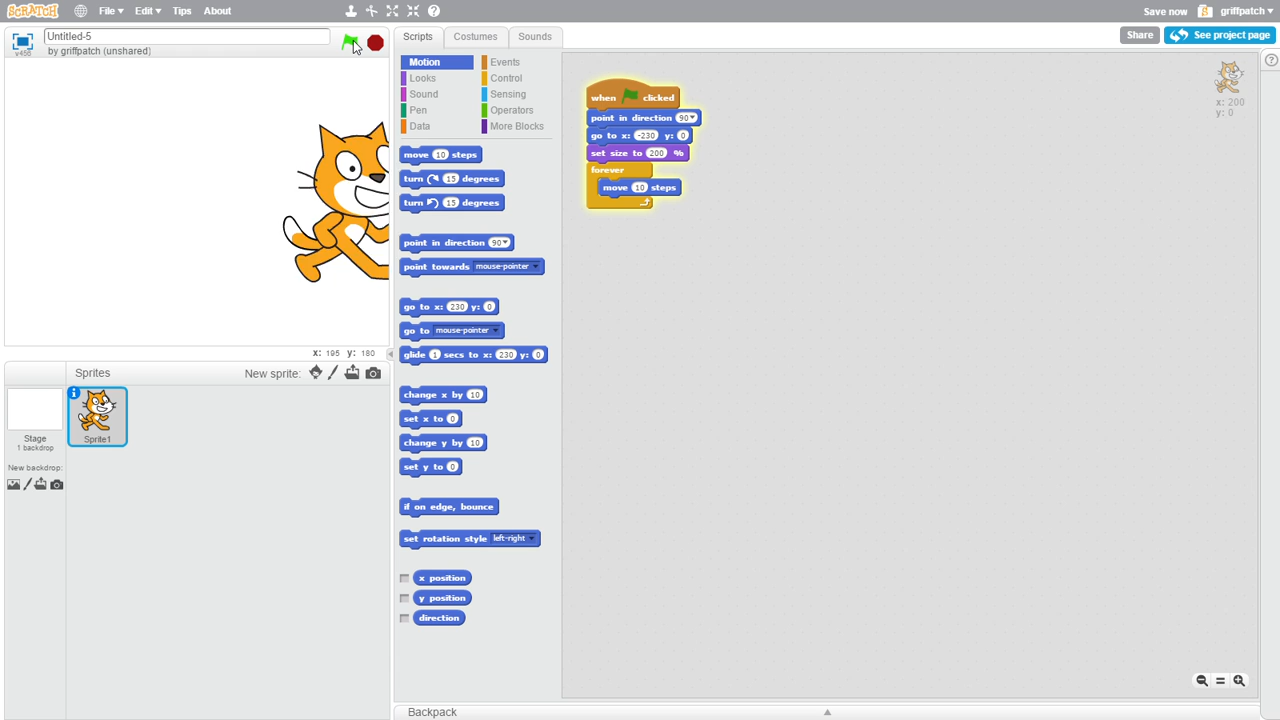 SCRATCH File Edit Tips About Save now griffpatch
Untitled-5
v456 by griffpatch (unshared)
Scripts Costumes Sounds
Share See project page
Motion Events
Looks Control
Sound Sensing
Pen Operators
Data More Blocks
move 10 steps
turn 15 degrees
turn 15 degrees
point in direction 90
point towards mouse-pointer
go to x: 230 y: 0
go to mouse-pointer
glide 1 secs to x: 230 y: 0
change x by 10
set x to 0
change y by 10
set y to 0
if on edge, bounce
set rotation style left-right
x position
y position
direction
when clicked
point in direction 90
go to x: -230 y: 0
set size to 200 %
forever
move 10 steps
x: 200
y: 0
x: 195 y: 180
Sprites New sprite:
Stage
1 backdrop
Sprite1
New backdrop:
Backpack